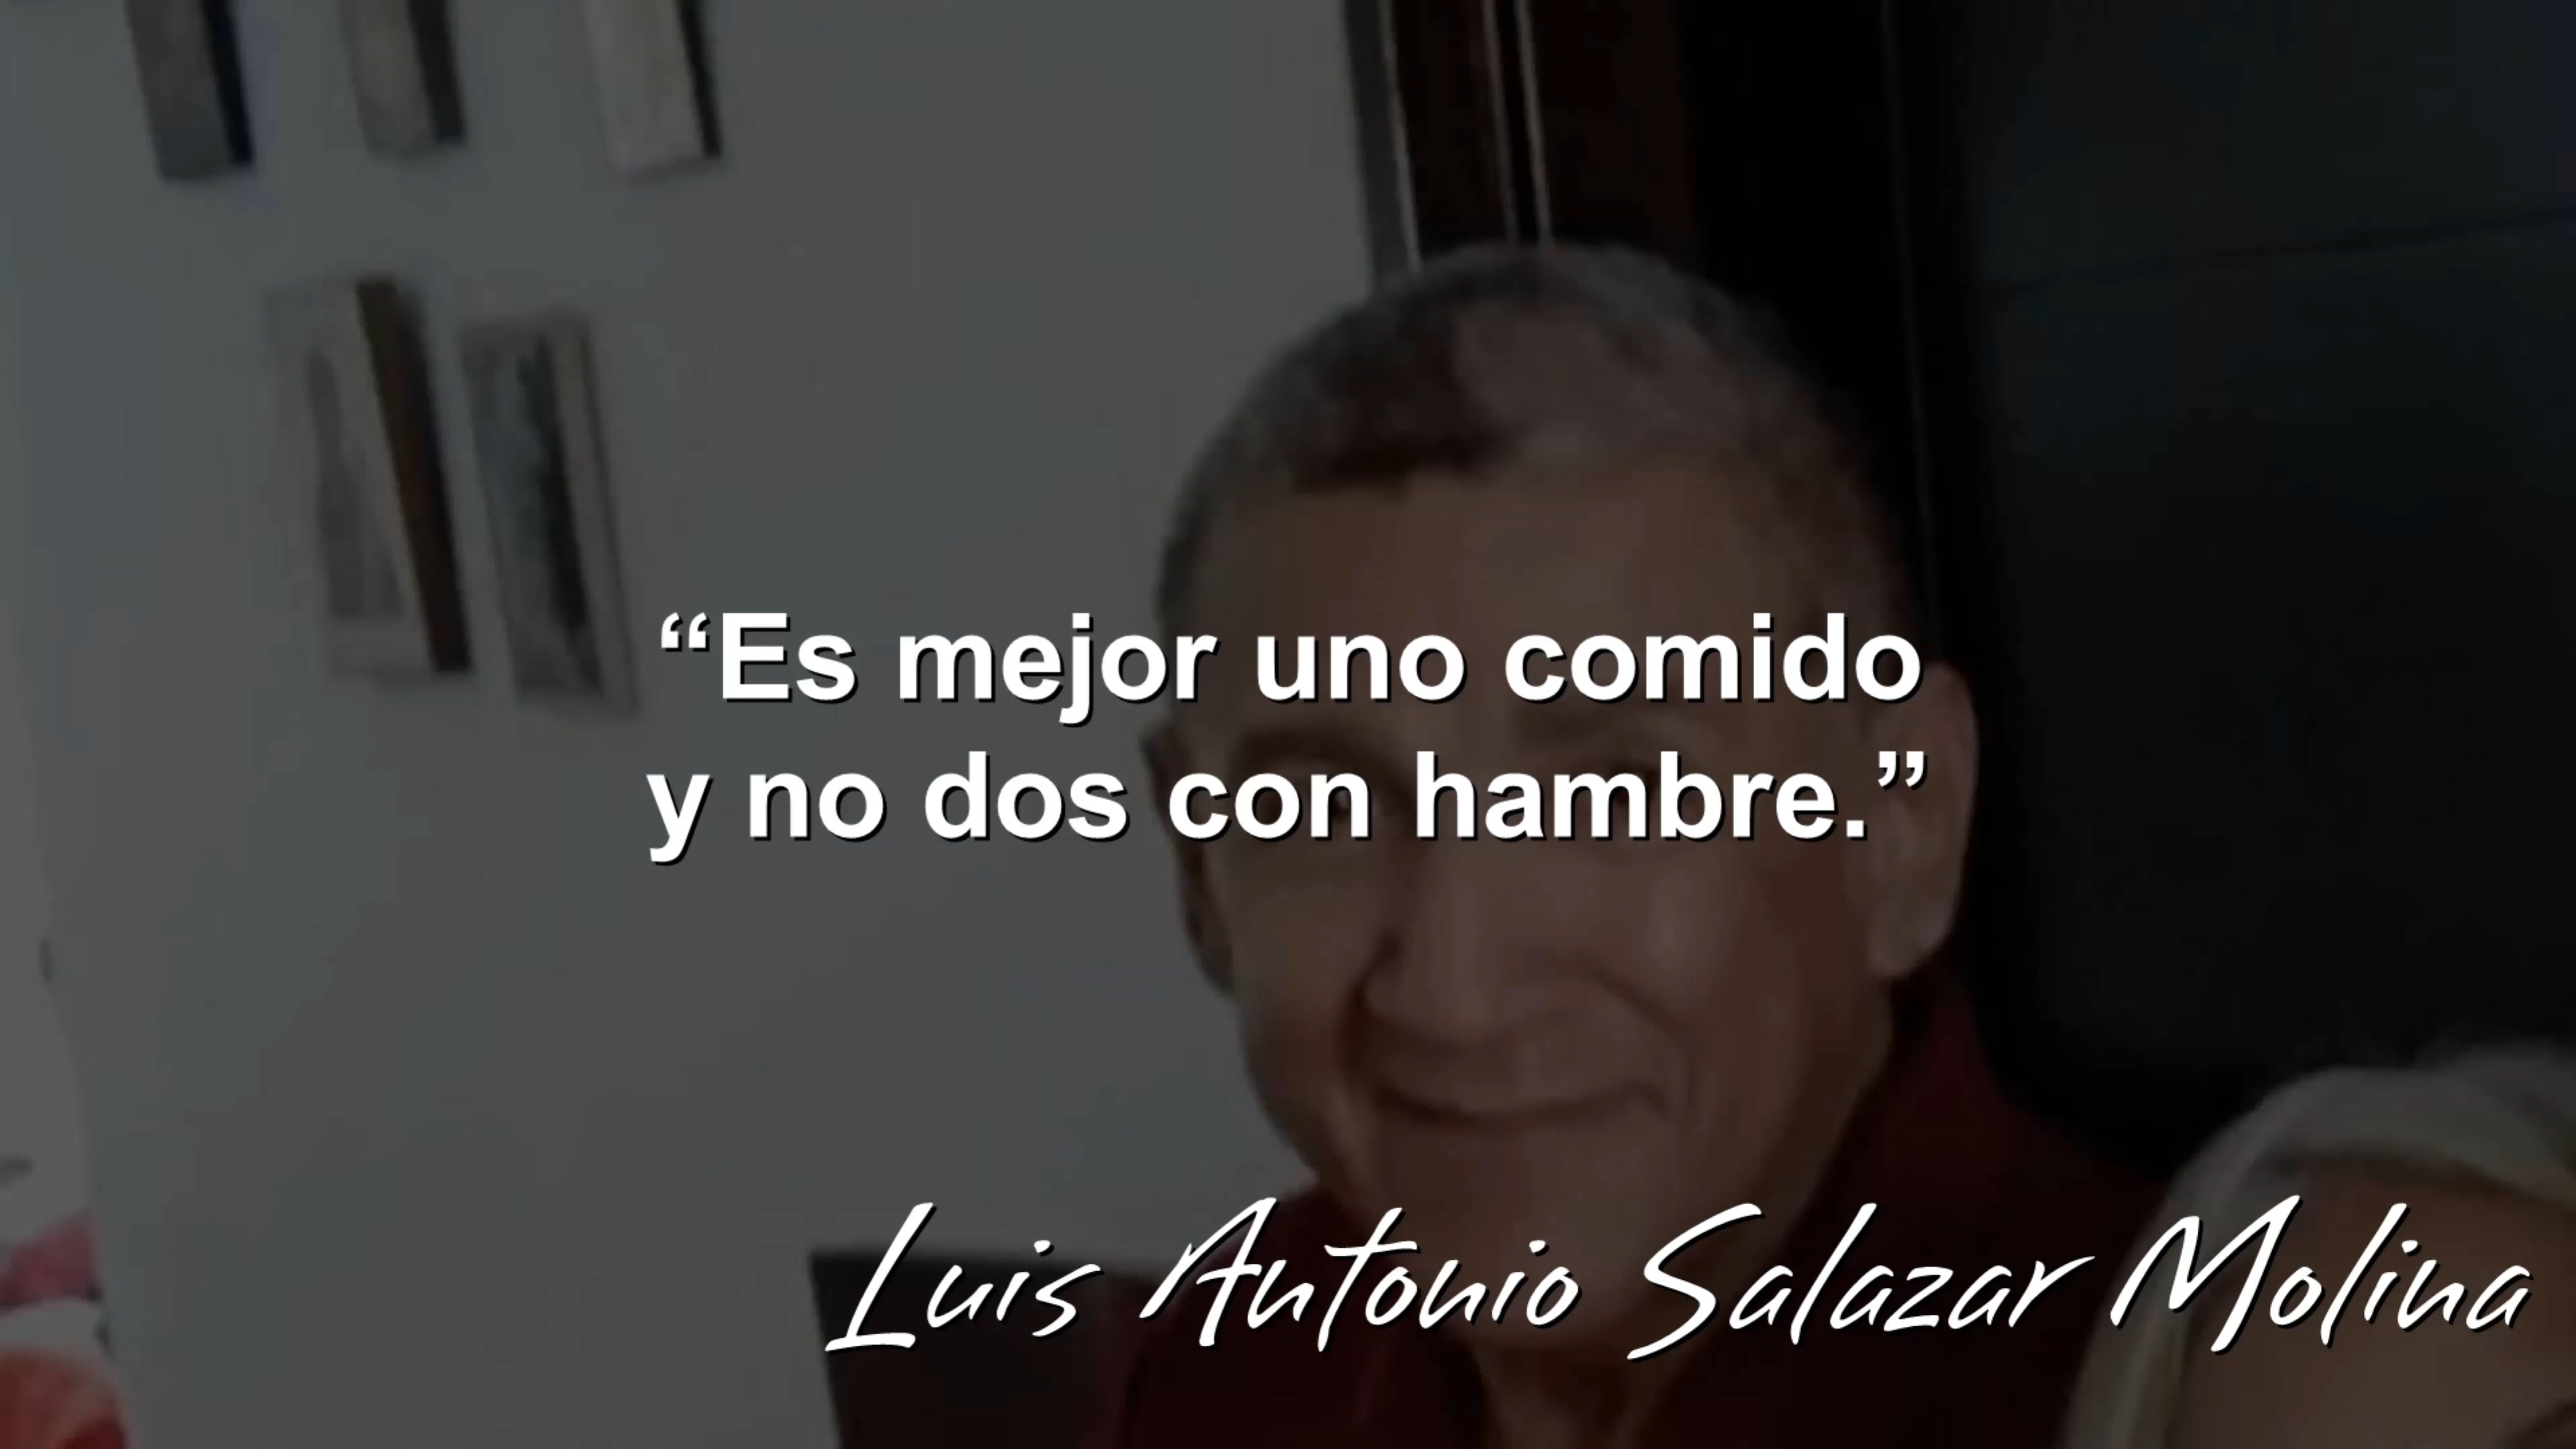 “Es mejor uno comido
y no dos con hambre.”
Luis Antonio Salazar Molina